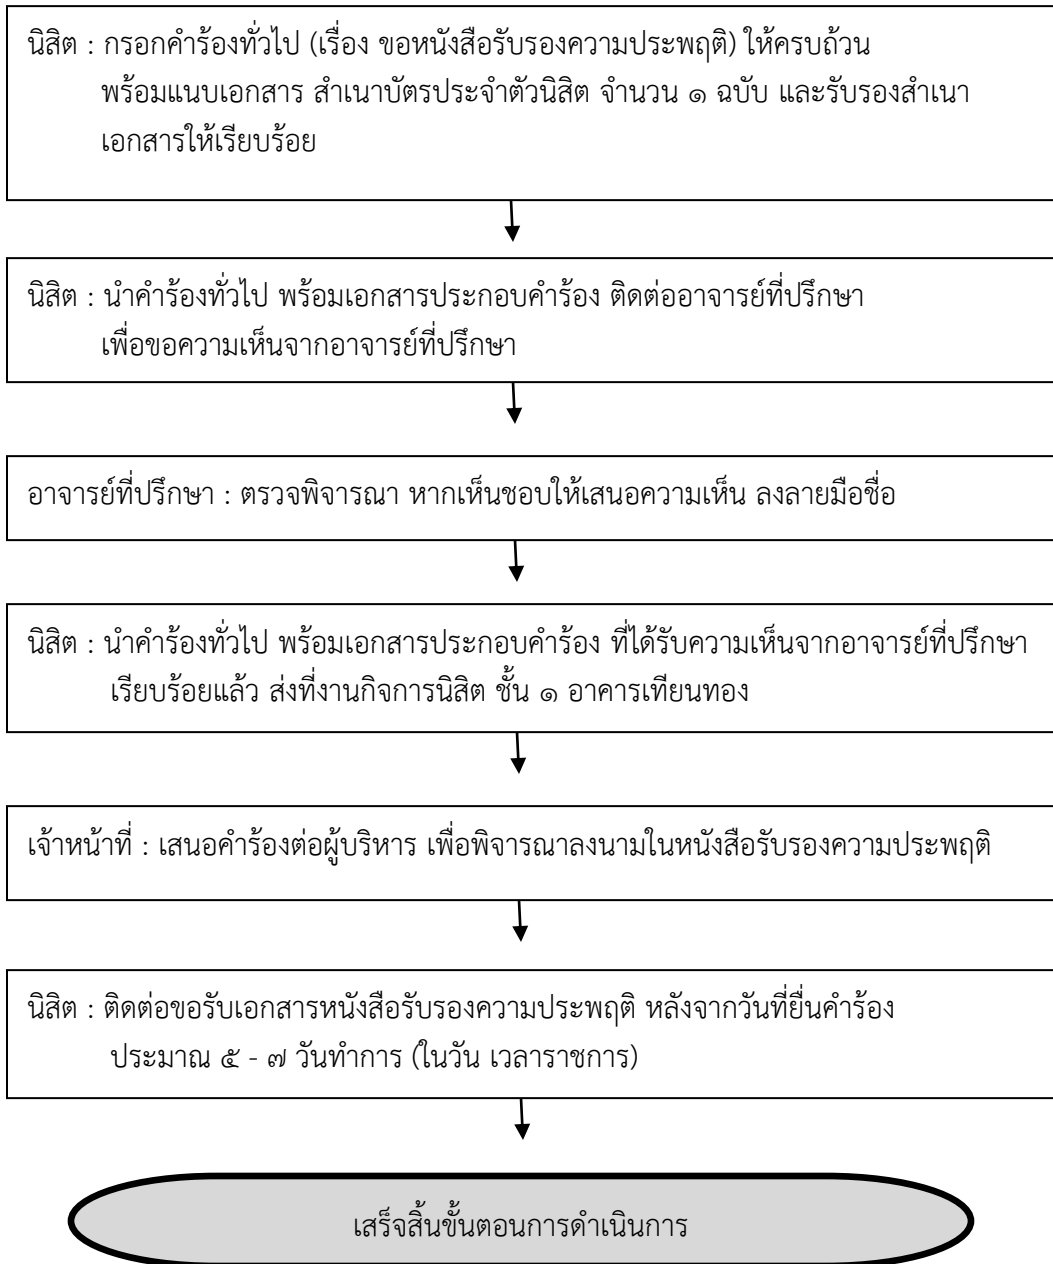 นิสิต : กรอกคำร้องทั่วไป (เรื่อง ขอหนังสือรับรองความประพฤติ) ให้ครบถ้วน
พร้อมแนบเอกสาร สำเนาบัตรประจำตัวนิสิต จำนวน ๑ ฉบับ และรับรองสำเนา
เอกสารให้เรียบร้อย
นิสิต : นำคำร้องทั่วไป พร้อมเอกสารประกอบคำร้อง ติดต่ออาจารย์ที่ปรึกษา
เพื่อขอความเห็นจากอาจารย์ที่ปรึกษา
อาจารย์ที่ปรึกษา : ตรวจพิจารณา หากเห็นชอบให้เสนอความเห็น ลงลายมือชื่อ
นิสิต : นำคำร้องทั่วไป พร้อมเอกสารประกอบคำร้อง ที่ได้รับความเห็นจากอาจารย์ที่ปรึกษา
เรียบร้อยแล้ว ส่งที่งานกิจการนิสิต ชั้น ๑ อาคารเทียนทอง
เจ้าหน้าที่ : เสนอคำร้องต่อผู้บริหาร เพื่อพิจารณาลงนามในหนังสือรับรองความประพฤติ
นิสิต : ติดต่อขอรับเอกสารหนังสือรับรองความประพฤติ หลังจากวันที่ยื่นคำร้อง
ประมาณ ๕ - ๗ วันทำการ (ในวัน เวลาราชการ)
เสร็จสิ้นขั้นตอนการดำเนินการ